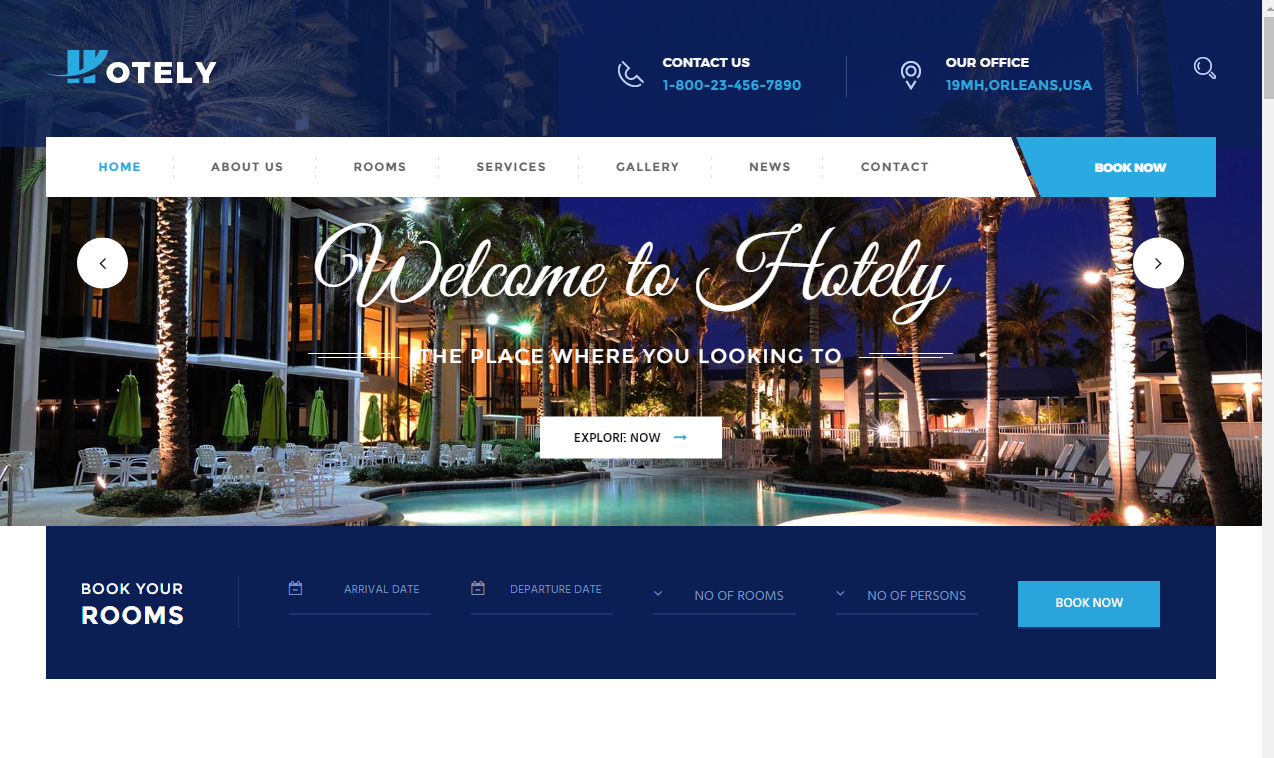 HOTELY
CONTACT US
1-800-23-456-7890
OUR OFFICE
19MH,ORLEANS,USA
HOME
ABOUT US
ROOMS
SERVICES
GALLERY
NEWS
CONTACT
BOOK NOW
Welcome to Hotely
THE PLACE WHERE YOU LOOKING TO
EXPLORE NOW
BOOK YOUR
ROOMS
ARRIVAL DATE
DEPARTURE DATE
NO OF ROOMS
NO OF PERSONS
BOOK NOW